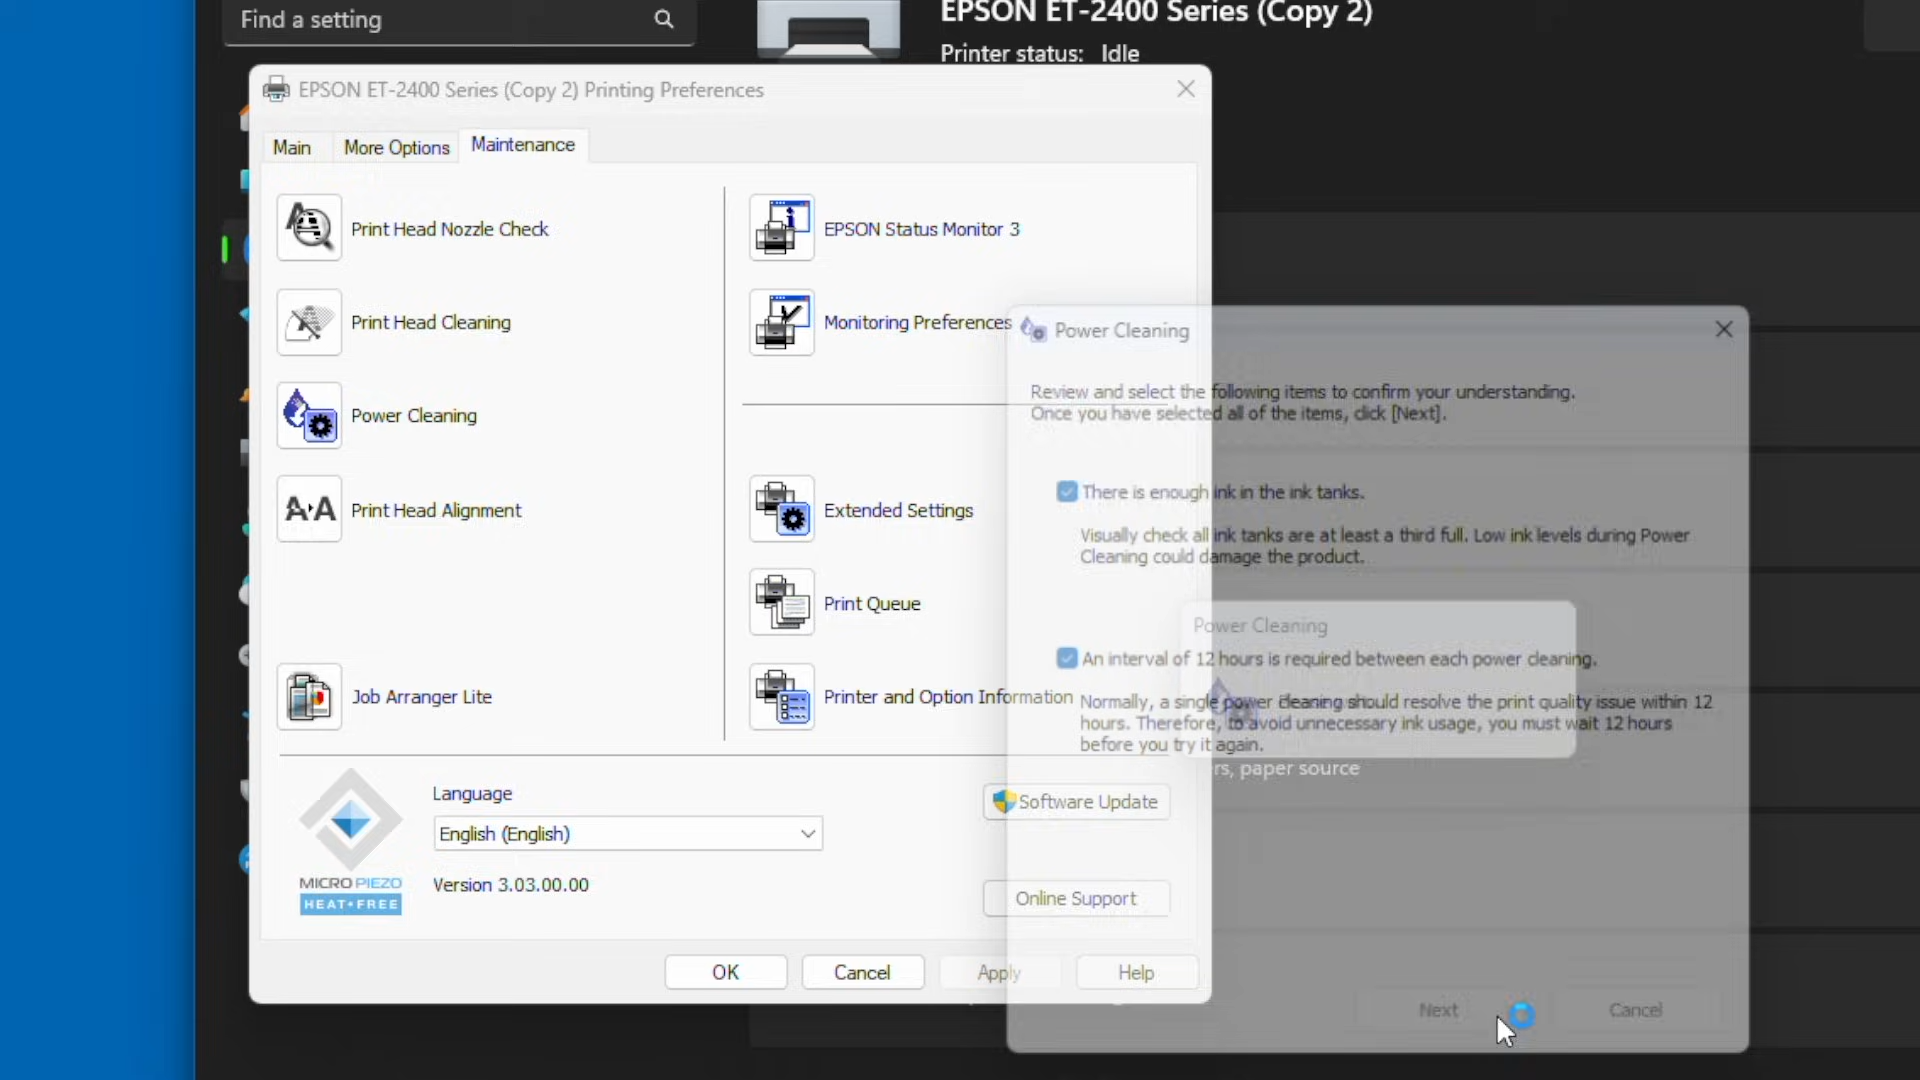 Find a setting
EPSON ET-2400 Series (Copy 2)
Printer status: Idle
EPSON ET-2400 Series (Copy 2) Printing Preferences
Main
More Options
Maintenance
Print Head Nozzle Check
Print Head Cleaning
Power Cleaning
Print Head Alignment
Job Arranger Lite
EPSON Status Monitor 3
Monitoring Preferences
Extended Settings
Print Queue
Printer and Option Information
MICRO PIEZO
HEAT•FREE
Language
English (English)
Version 3.03.00.00
Software Update
Online Support
OK
Cancel
Apply
Help
Power Cleaning
Review and select the following items to confirm your understanding.
Once you have selected all of the items, click [Next].
There is enough ink in the ink tanks.
Visually check all ink tanks are at least a third full. Low ink levels during Power
Cleaning could damage the product.
Power Cleaning
An interval of 12 hours is required between each power cleaning.
Normally, a single power cleaning should resolve the print quality issue within 12
hours. Therefore, to avoid unnecessary ink usage, you must wait 12 hours
before you try it again.
paper source
Next
Cancel